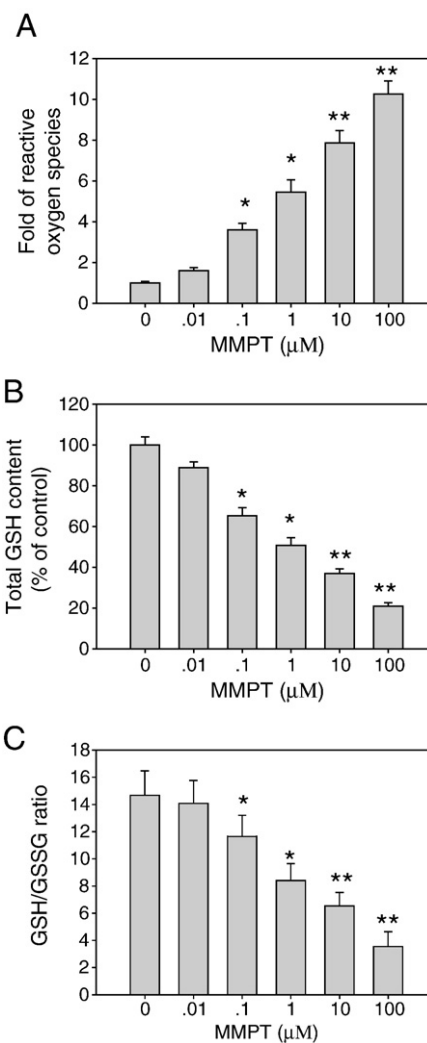 A
Fold of reactive
oxygen species
12
10
8
6
4
2
0
*
*
**
**
0 .01 .1 1 10 100
MMPT (μM)
B
Total GSH content
(% of control)
120
100
80
60
40
20
0
*
*
**
**
0 .01 .1 1 10 100
MMPT (μM)
C
GSH/GSSG ratio
18
16
14
12
10
8
6
4
2
0
*
*
**
**
0 .01 .1 1 10 100
MMPT (μM)